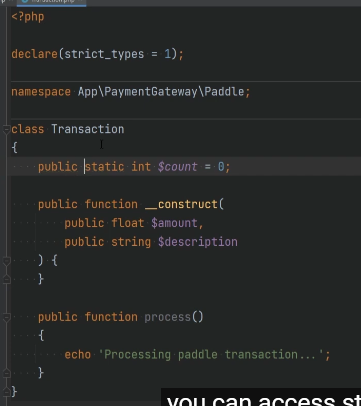 <?php
declare(strict_types = 1);
namespace App\PaymentGateway\Paddle;
class Transaction
{
public static int $count = 0;
public function __construct(
public float $amount,
public string $description
) {
}
public function process()
{
echo 'Processing paddle transaction...';
}
}
you can access st